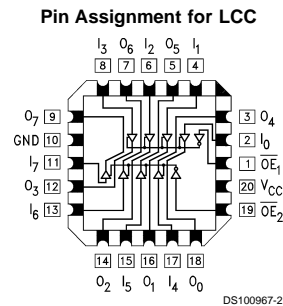 Pin Assignment for LCC
I3 O6 I2 O5 I1
8 7 6 5 4
O7 9
GND 10
I7 11
O3 12
I6 13
3 O4
2 I0
1 OE1
20 VCC
19 OE2
14 15 16 17 18
O2 I5 O1 I4 O0
DS100967-2